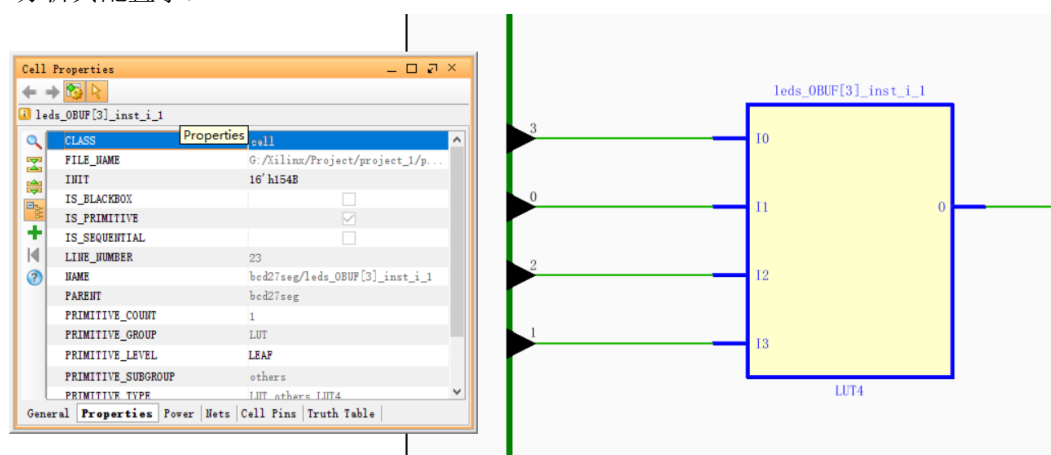 Cell Properties
leds_OBUF[3]_inst_i_1
Properties
CLASS cell
FILE_NAME G:/Xilinx/Project/project_1/p...
INIT 16'h154B
IS_BLACKBOX
IS_PRIMITIVE
IS_SEQUENTIAL
LINE_NUMBER 23
NAME bcd27seg/leds_OBUF[3]_inst_i_1
PARENT bcd27seg
PRIMITIVE_COUNT 1
PRIMITIVE_GROUP LUT
PRIMITIVE_LEVEL LEAF
PRIMITIVE_SUBGROUP others
PRIMITIVE_TYPE LUT.others.LUT4
General Properties Power Nets Cell Pins Truth Table
leds_OBUF[3]_inst_i_1
3 I0
0 I1 O
2 I2
1 I3
LUT4